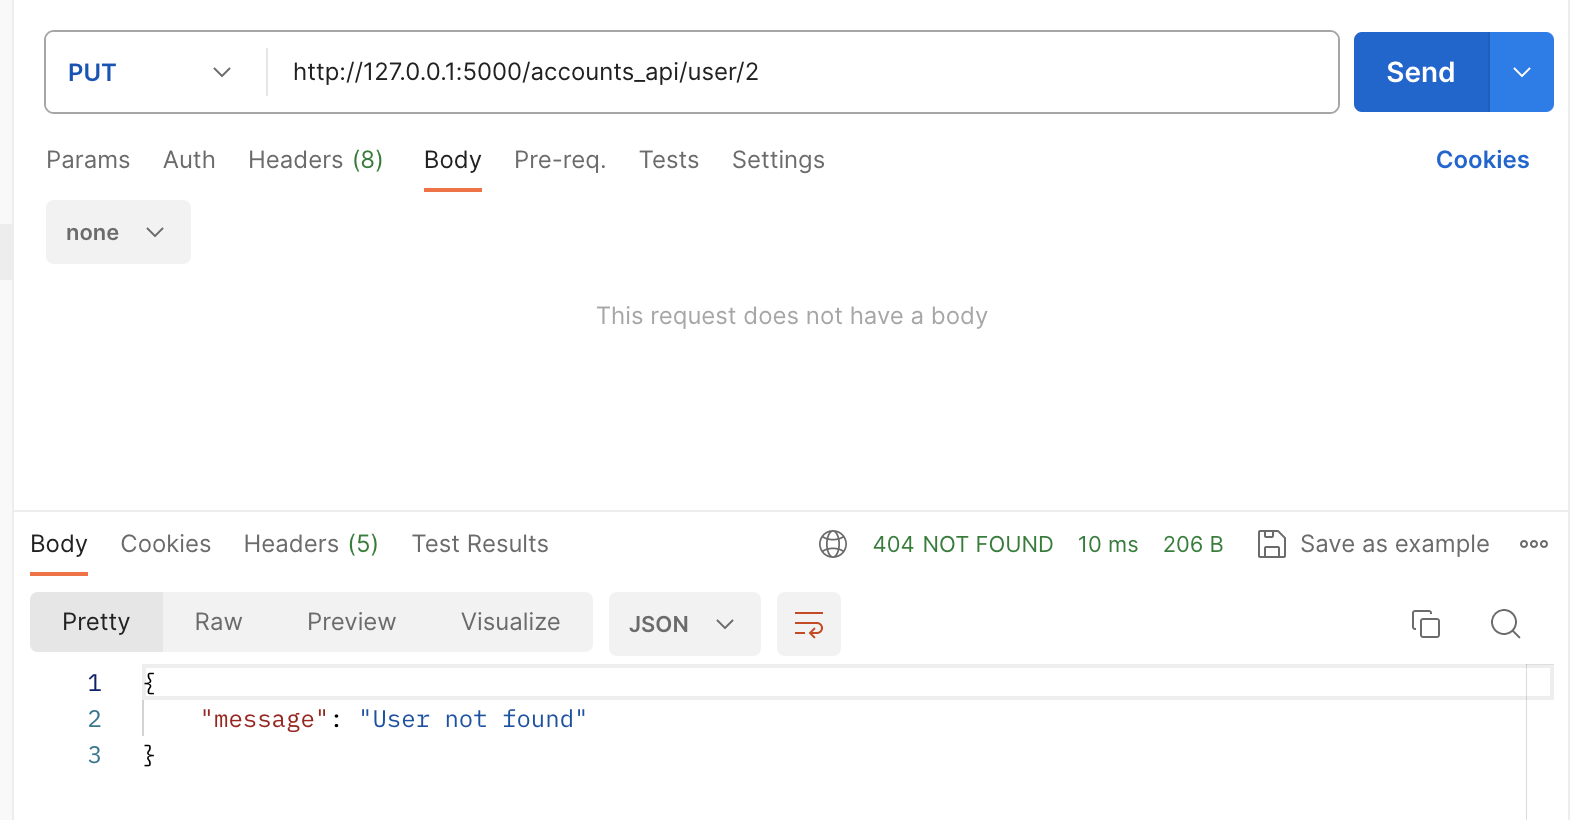 PUT http://127.0.0.1:5000/accounts_api/user/2 Send
Params Auth Headers (8) Body Pre-req. Tests Settings Cookies
none
This request does not have a body
Body Cookies Headers (5) Test Results 404 NOT FOUND 10 ms 206 B Save as example
Pretty Raw Preview Visualize JSON
1 {
2 "message": "User not found"
3 }